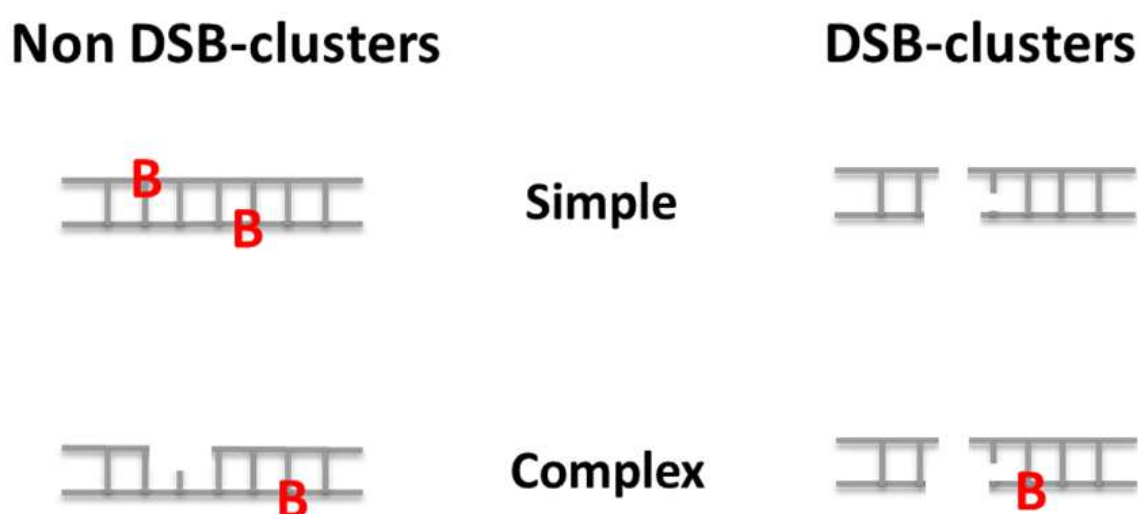 Non DSB-clusters
DSB-clusters
B
B
Simple
Complex
B
B